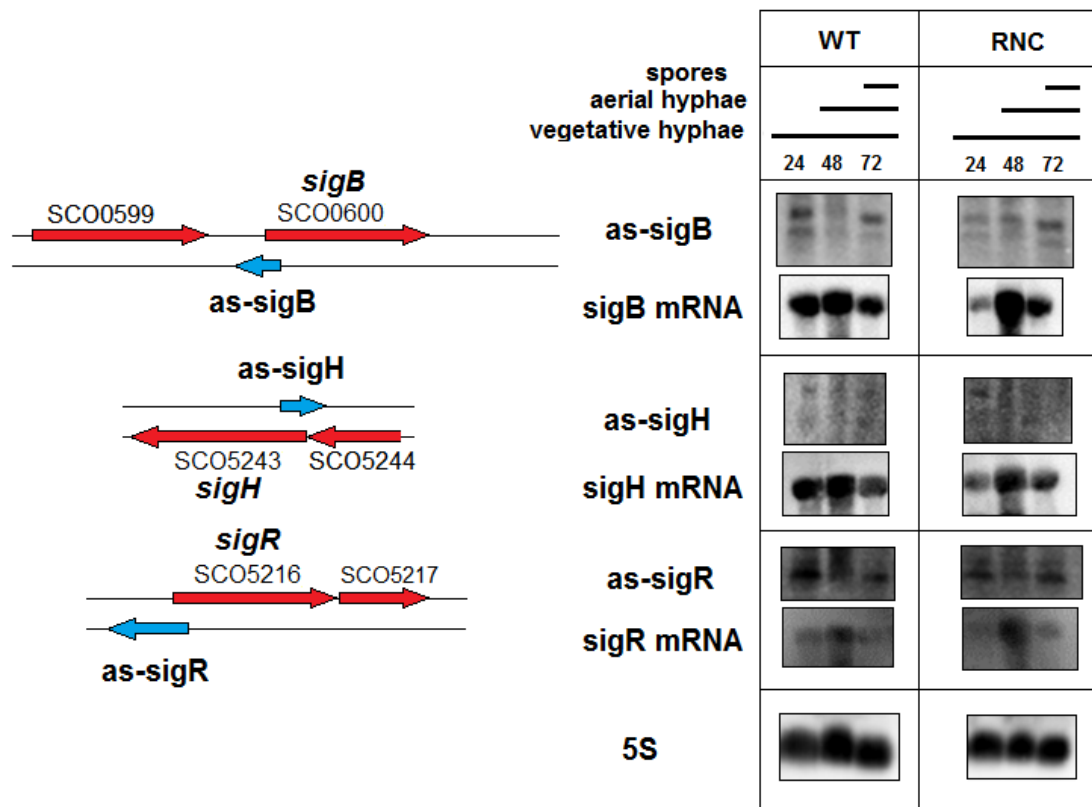 WT RNC
spores
aerial hyphae
vegetative hyphae
24 48 72 24 48 72
sigB
SCO0599 SCO0600
as-sigB
as-sigB
sigB mRNA
as-sigH
SCO5243 SCO5244
sigH
as-sigH
sigH mRNA
sigR
SCO5216 SCO5217
as-sigR
as-sigR
sigR mRNA
5S